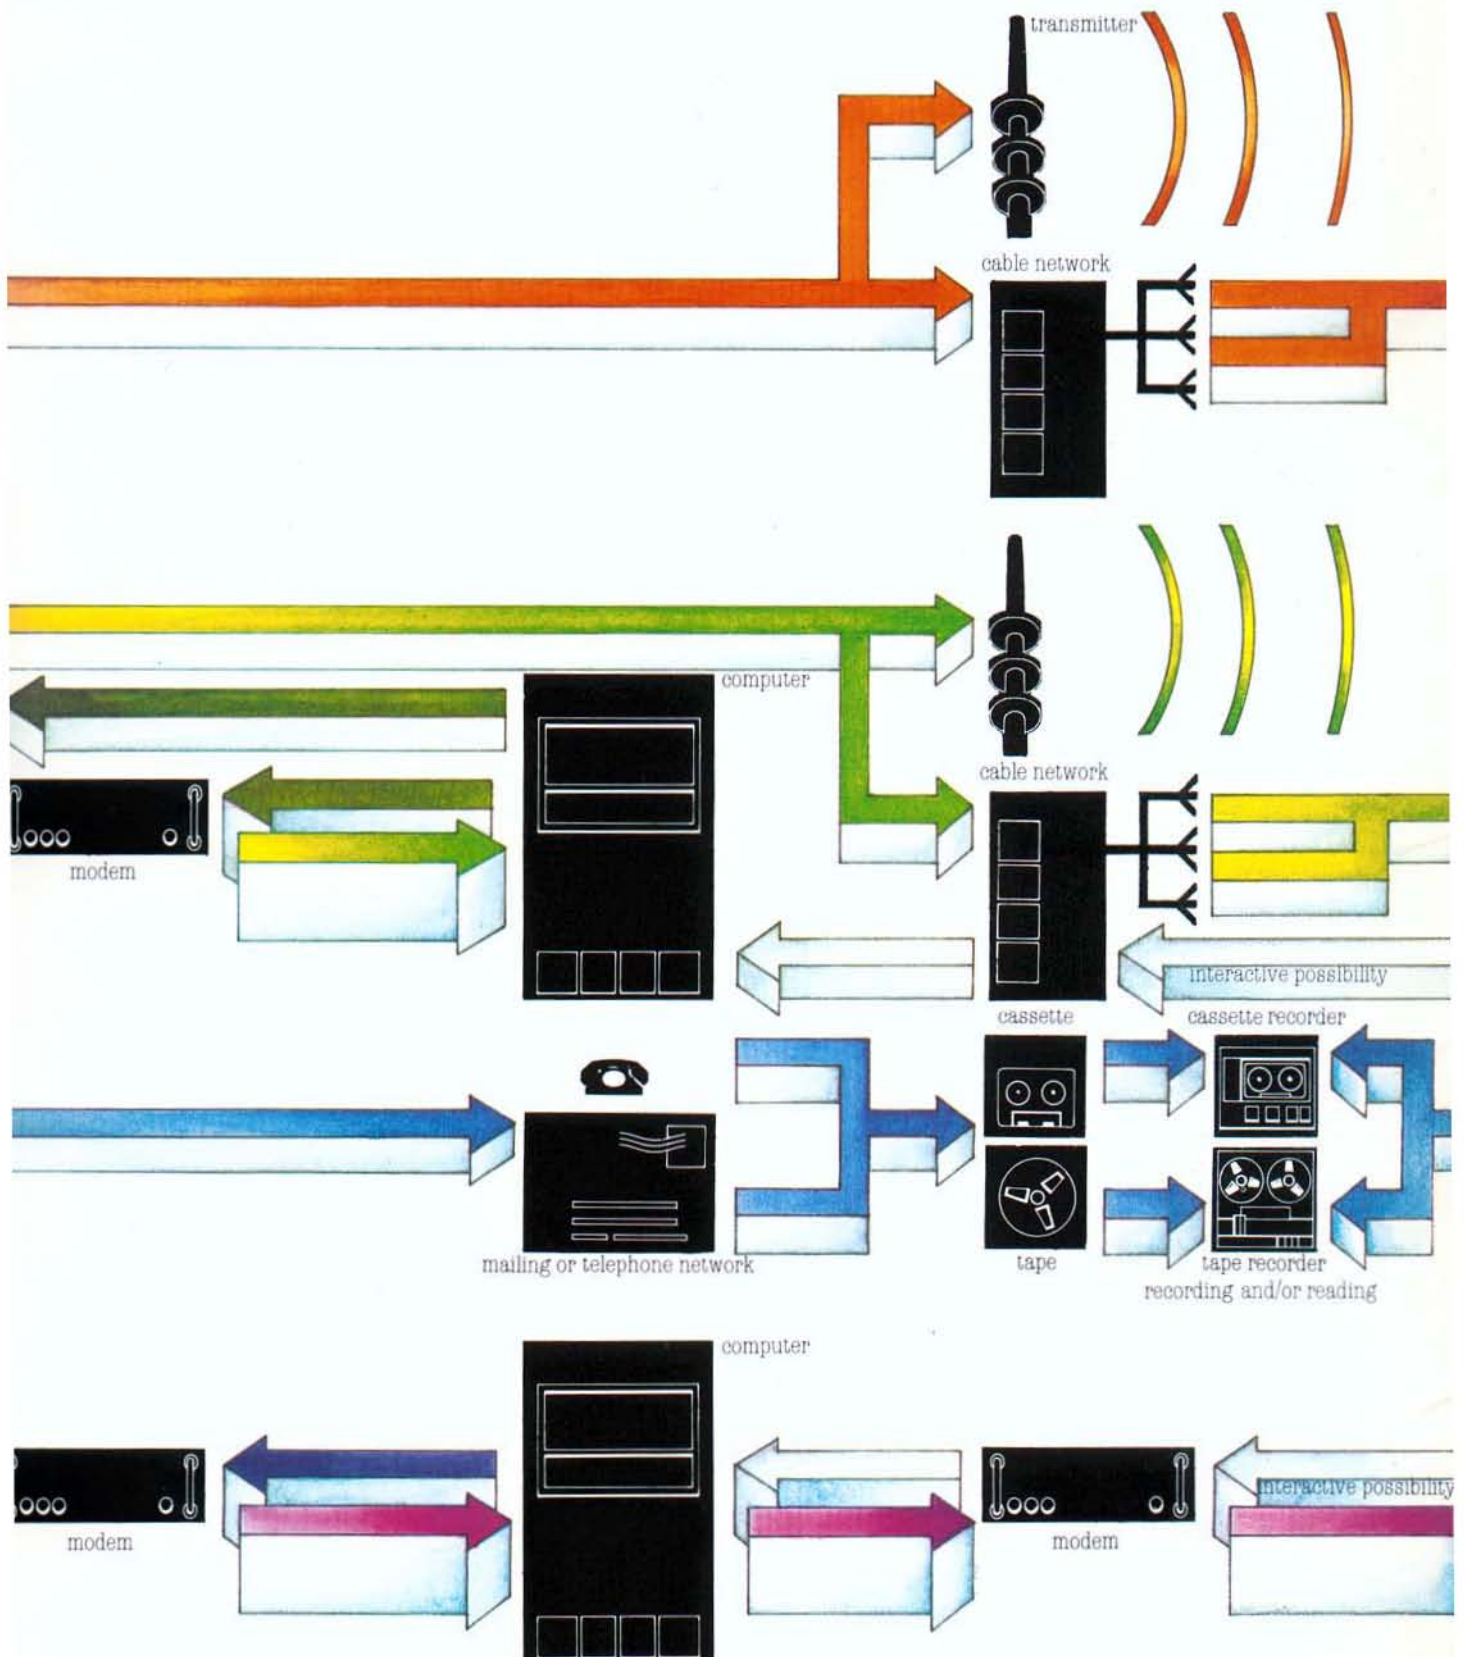 transmitter
cable network
computer
cable network
modem
interactive possibility
cassette
cassette recorder
mailing or telephone network
tape
tape recorder
recording and/or reading
computer
interactive possibility
modem
modem